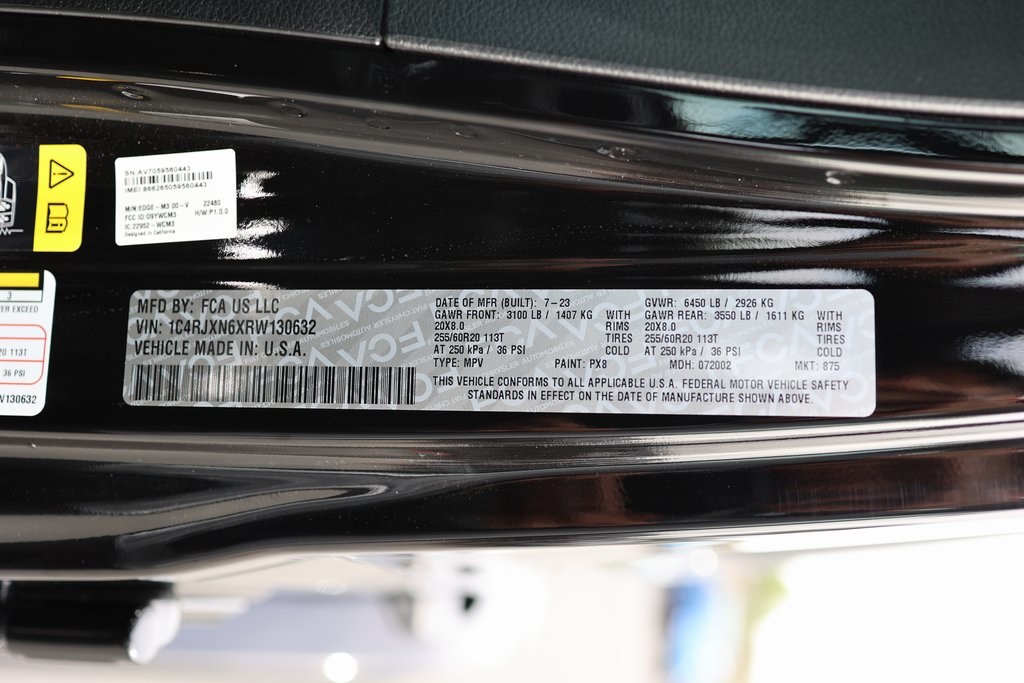 SN:AV7059560443
IMEI:866265059560443
M/N:EDGE-M3.00-V 22480
FCC ID:O9YWCM3 H/W:P1.0.0
IC:22952-WCM3
Designed in California
3
ER EXCEED
0R20 113T
36 PSI
W130632
MFD BY: FCA US LLC
VIN: 1C4RJXN6XRW130632
VEHICLE MADE IN: U.S.A.
DATE OF MFR (BUILT): 7-23 GVWR: 6450 LB / 2926 KG
GAWR FRONT: 3100 LB / 1407 KG WITH GAWR REAR: 3550 LB / 1611 KG WITH
20X8.0 RIMS 20X8.0 RIMS
255/60R20 113T TIRES 255/60R20 113T TIRES
AT 250 kPa / 36 PSI COLD AT 250 kPa / 36 PSI COLD
TYPE: MPV PAINT: PX8 MDH: 072002 MKT: 875
THIS VEHICLE CONFORMS TO ALL APPLICABLE U.S.A. FEDERAL MOTOR VEHICLE SAFETY
STANDARDS IN EFFECT ON THE DATE OF MANUFACTURE SHOWN ABOVE.